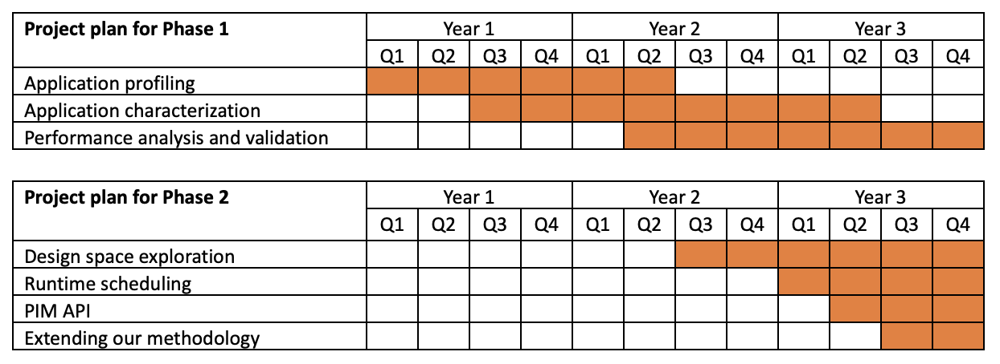 Project plan for Phase 1 Year 1 Year 2 Year 3
Q1 Q2 Q3 Q4 Q1 Q2 Q3 Q4 Q1 Q2 Q3 Q4
Application profiling
Application characterization
Performance analysis and validation
Project plan for Phase 2 Year 1 Year 2 Year 3
Q1 Q2 Q3 Q4 Q1 Q2 Q3 Q4 Q1 Q2 Q3 Q4
Design space exploration
Runtime scheduling
PIM API
Extending our methodology